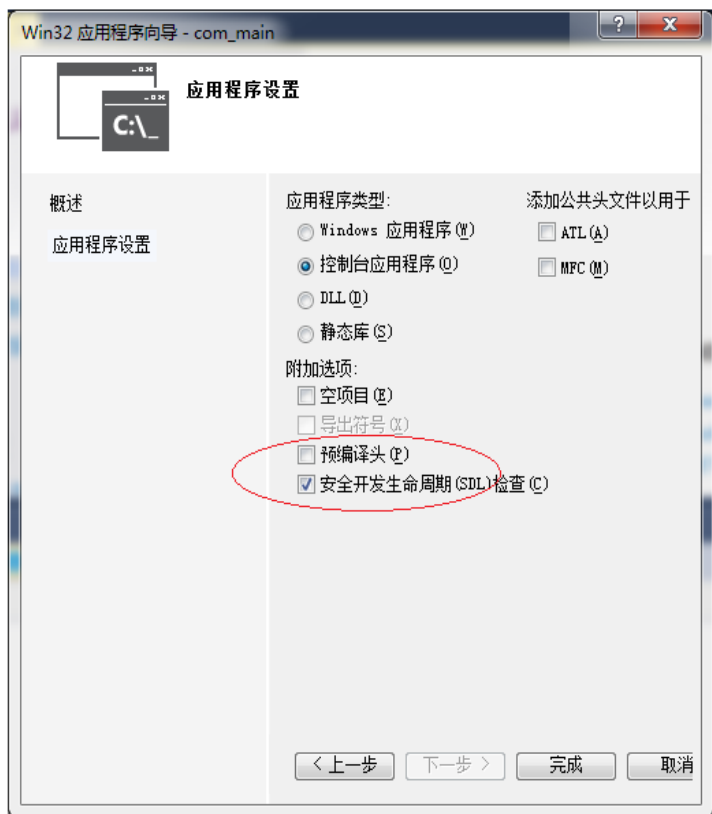 Win32 应用程序向导 - com_main
?
X
C:\_
应用程序设置
概述
应用程序设置
应用程序类型:
Windows 应用程序(W)
控制台应用程序(O)
DLL(D)
静态库(S)
附加选项:
空项目(E)
导出符号(X)
预编译头(P)
安全开发生命周期(SDL)检查(C)
添加公共头文件以用于
ATL(A)
MFC(M)
< 上一步
下一步 >
完成
取消